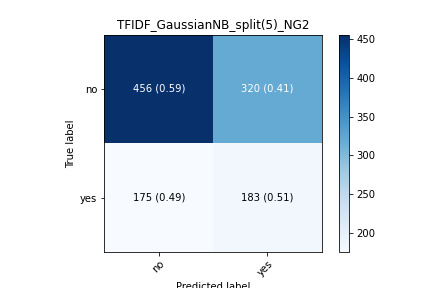 TFIDF_GaussianNB_split(5)_NG2
no 456 (0.59) 320 (0.41)
yes 175 (0.49) 183 (0.51)
True label
no yes
Predicted label
450
400
350
300
250
200